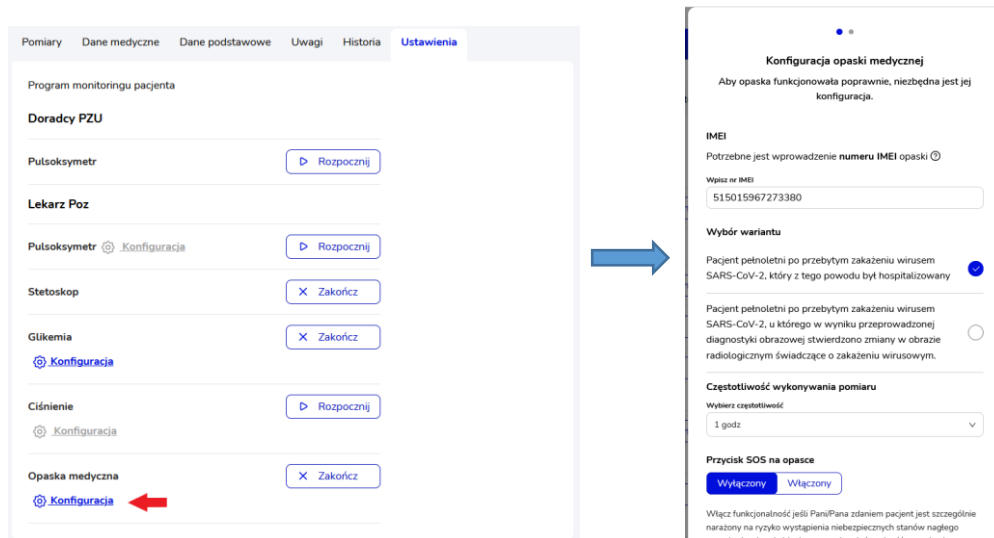 Pomiary Dane medyczne Dane podstawowe Uwagi Historia Ustawienia
Program monitoringu pacjenta
Doradcy PZU
Pulsoksymetr Rozpocznij
Lekarz Poz
Pulsoksymetr Konfiguracja Rozpocznij
Stetoskop Zakończ
Glikemia Zakończ
Konfiguracja
Ciśnienie Rozpocznij
Konfiguracja
Opaska medyczna Zakończ
Konfiguracja
Konfiguracja opaski medycznej
Aby opaska funkcjonowała poprawnie, niezbędna jest jej
konfiguracja.
IMEI
Potrzebne jest wprowadzenie numeru IMEI opaski
Wpisz nr IMEI
515015967273380
Wybór wariantu
Pacjent pełnoletni po przebytym zakażeniu wirusem
SARS-CoV-2, który z tego powodu był hospitalizowany
Pacjent pełnoletni po przebytym zakażeniu wirusem
SARS-CoV-2, u którego w wyniku przeprowadzonej
diagnostyki obrazowej stwierdzono zmiany w obrazie
radiologicznym świadczące o zakażeniu wirusowym.
Częstotliwość wykonywania pomiaru
Wybierz częstotliwość
1 godz
Przycisk SOS na opasce
Wyłączony Włączony
Włącz funkcjonalność jeśli Pani/Pana zdaniem pacjent jest szczególnie
narażony na ryzyko wystąpienia niebezpiecznych stanów nagłego